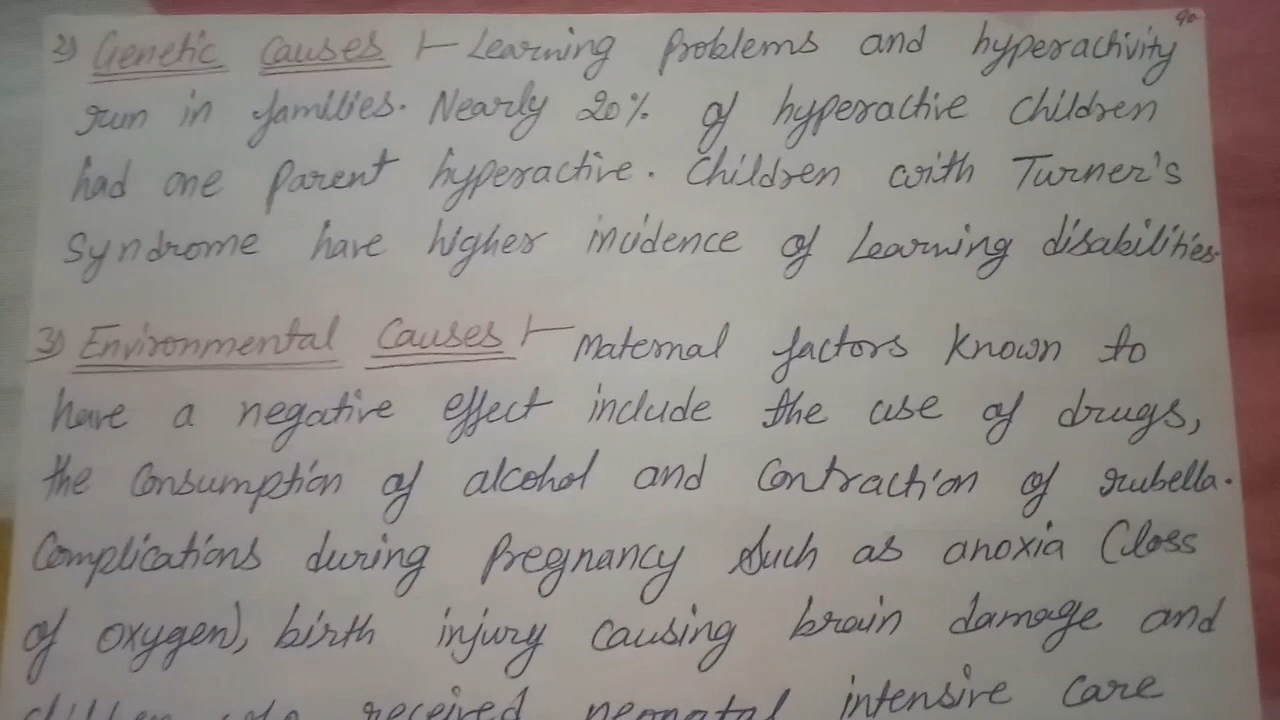 90
2) Genetic Causes :- Learning Problems and hyperactivity
run in families. Nearly 20% of hyperactive children
had one Parent hyperactive. Children with Turner's
Syndrome have higher incidence of Learning disabilities.
3) Environmental Causes :- Maternal factors known to
have a negative effect include the use of drugs,
the Consumption of alcohol and Contraction of rubella.
Complications during Pregnancy Such as anoxia (loss
of oxygen), birth injury causing brain damage and
received neonatal intensive care